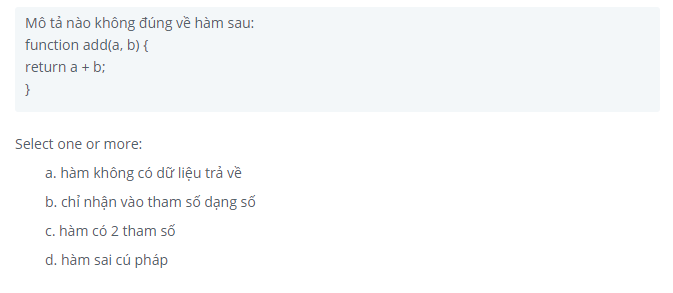 Mô tả nào không đúng về hàm sau:
function add(a, b) {
return a + b;
}
Select one or more:
a. hàm không có dữ liệu trả về
b. chỉ nhận vào tham số dạng số
c. hàm có 2 tham số
d. hàm sai cú pháp